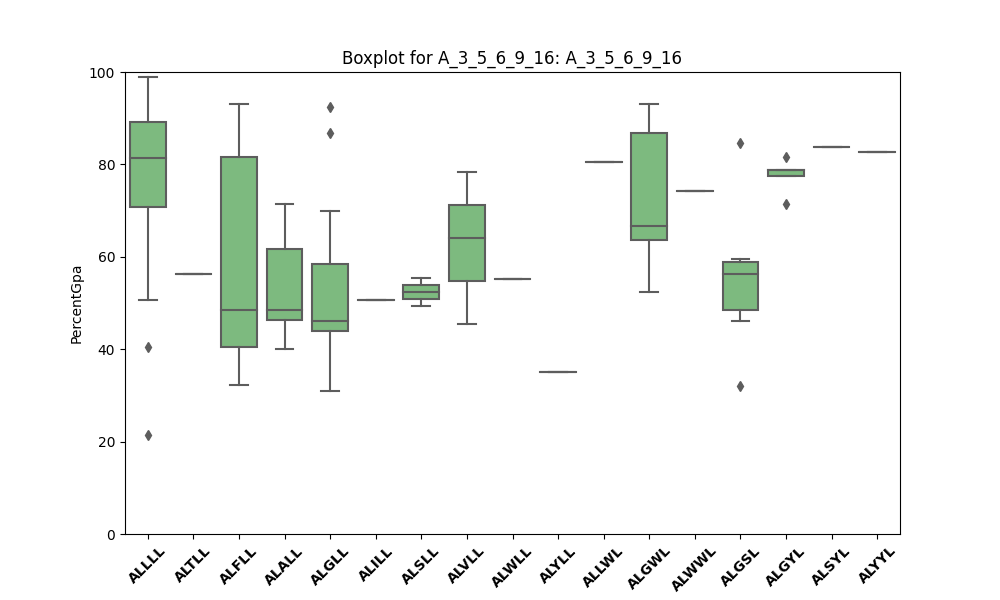 Boxplot for A_3_5_6_9_16: A_3_5_6_9_16
100
80
60
40
20
0
PercentGpa
ALLLL
ALTLL
ALFLL
ALALL
ALGLL
ALILL
ALSLL
ALVLL
ALWLL
ALYLL
ALLWL
ALGWL
ALWWL
ALGSL
ALGYL
ALSYL
ALYYL